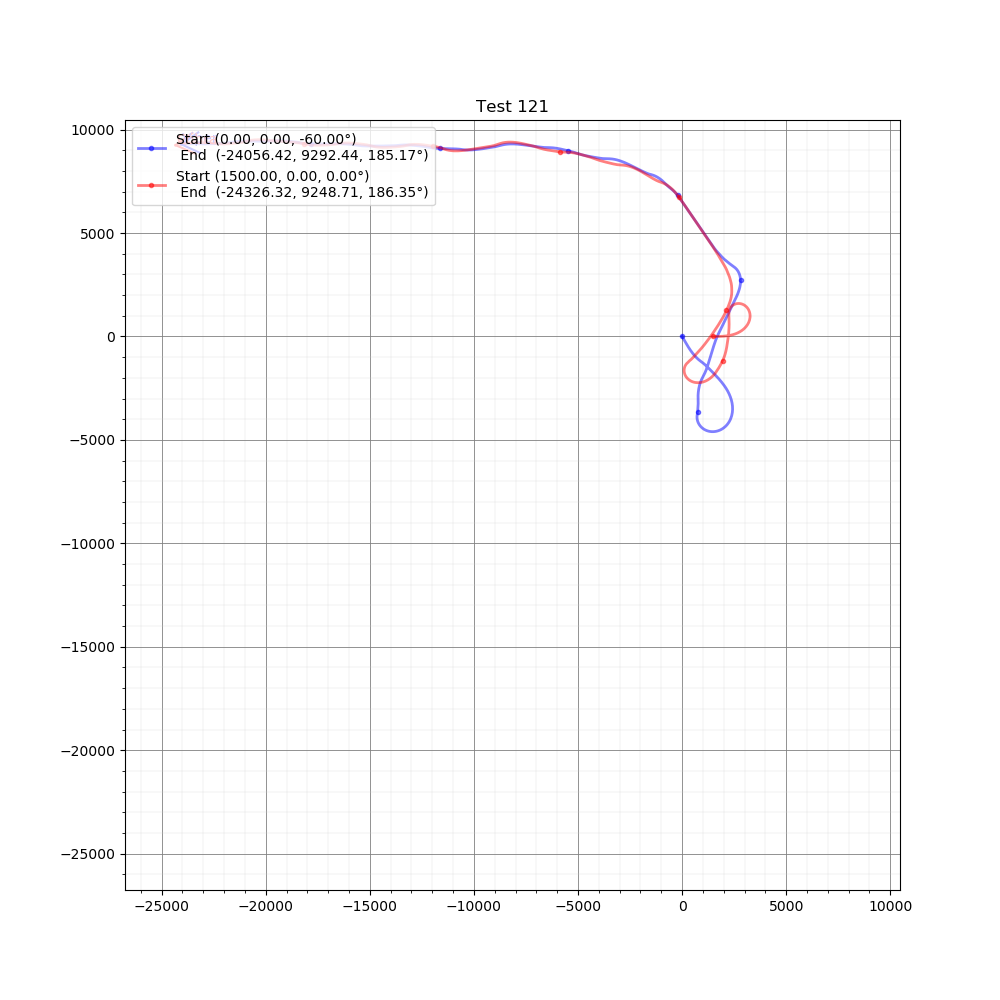 Test 121
Start (0.00, 0.00, -60.00°)
End (-24056.42, 9292.44, 185.17°)
Start (1500.00, 0.00, 0.00°)
End (-24326.32, 9248.71, 186.35°)
10000
5000
0
−5000
−10000
−15000
−20000
−25000
−25000 −20000 −15000 −10000 −5000 0 5000 10000